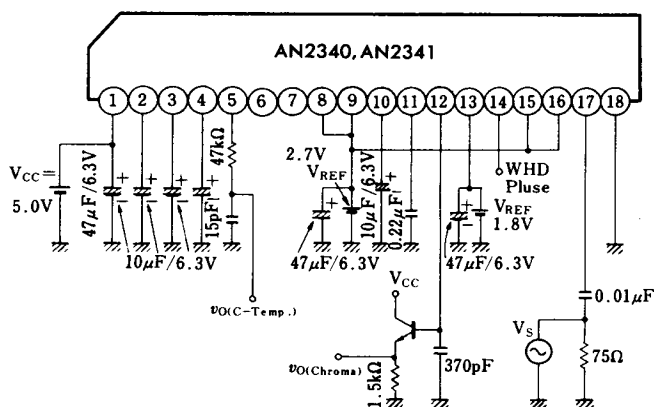 AN2340, AN2341
1 2 3 4 5 6 7 8 9 10 11 12 13 14 15 16 17 18
VCC=
5.0V
47μF/6.3V
10μF/6.3V
47kΩ
15pF
vO(C-Temp.)
2.7V
VREF
47μF/6.3V
10μF/6.3V
0.22μF
VCC
vO(Chroma)
1.5kΩ
370pF
47μF/6.3V
VREF
1.8V
WHD
Pluse
0.01μF
VS
75Ω